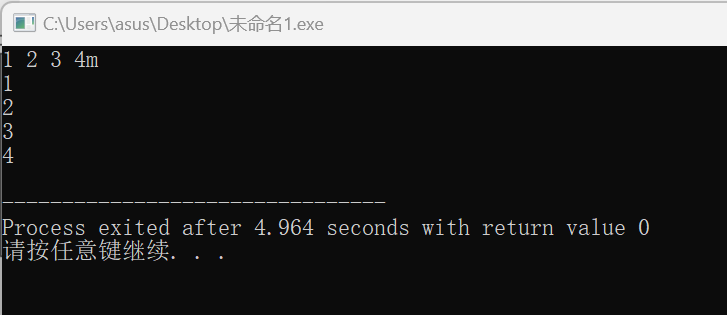 C:\Users\asus\Desktop\未命名1.exe
1 2 3 4m
1
2
3
4
--------------------------------
Process exited after 4.964 seconds with return value 0
请按任意键继续. . .